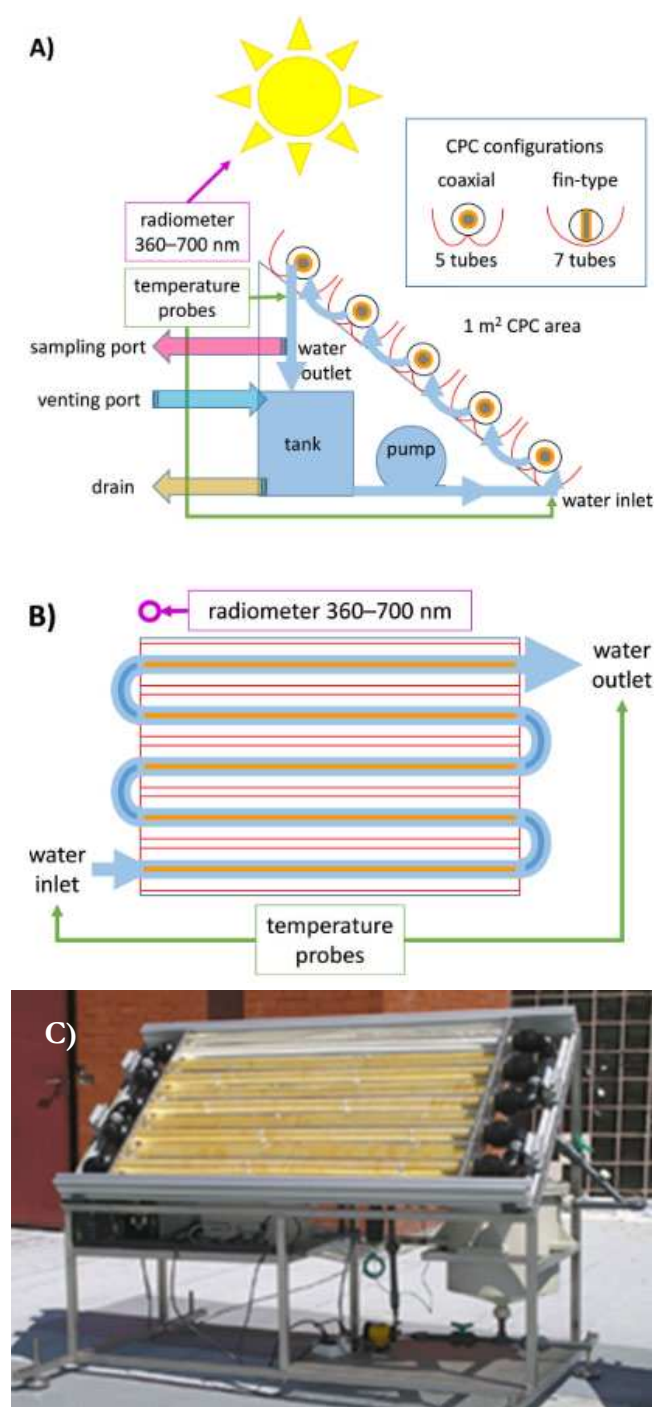 A)
CPC configurations
coaxial
fin-type
5 tubes
7 tubes
radiometer
360–700 nm
temperature
probes
1 m² CPC area
sampling port
water
outlet
venting port
tank
pump
drain
water inlet
B)
radiometer 360–700 nm
water
outlet
water
inlet
temperature
probes
C)